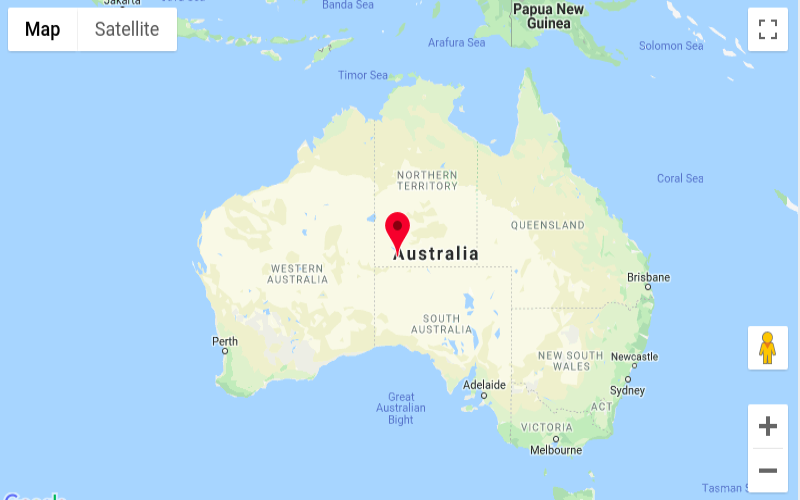 Jakarta
Banda Sea
Papua New
Guinea
Map
Satellite
Arafura Sea
Solomon Sea
Timor Sea
NORTHERN
TERRITORY
Coral Sea
QUEENSLAND
Australia
WESTERN
AUSTRALIA
Brisbane
SOUTH
AUSTRALIA
Perth
NEW SOUTH
WALES
Newcastle
Adelaide
Sydney
Great
Australian
Bight
ACT
VICTORIA
Melbourne
Tasman S
Google